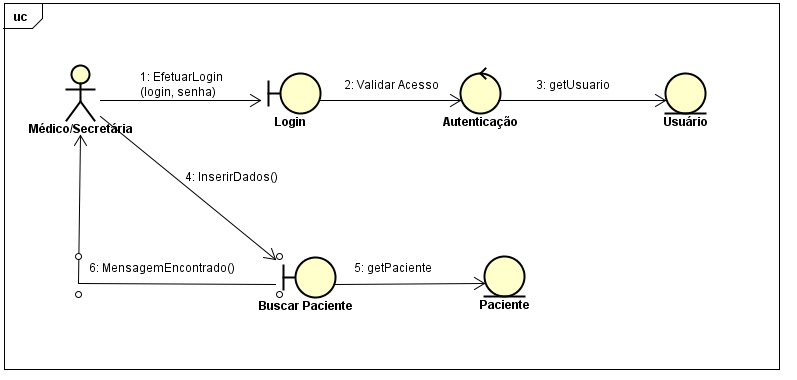 uc
1: EfetuarLogin
(login, senha)
2: Validar Acesso
3: getUsuario
Médico/Secretária
Login
Autenticação
Usuário
4: InserirDados()
6: MensagemEncontrado()
5: getPaciente
Buscar Paciente
Paciente